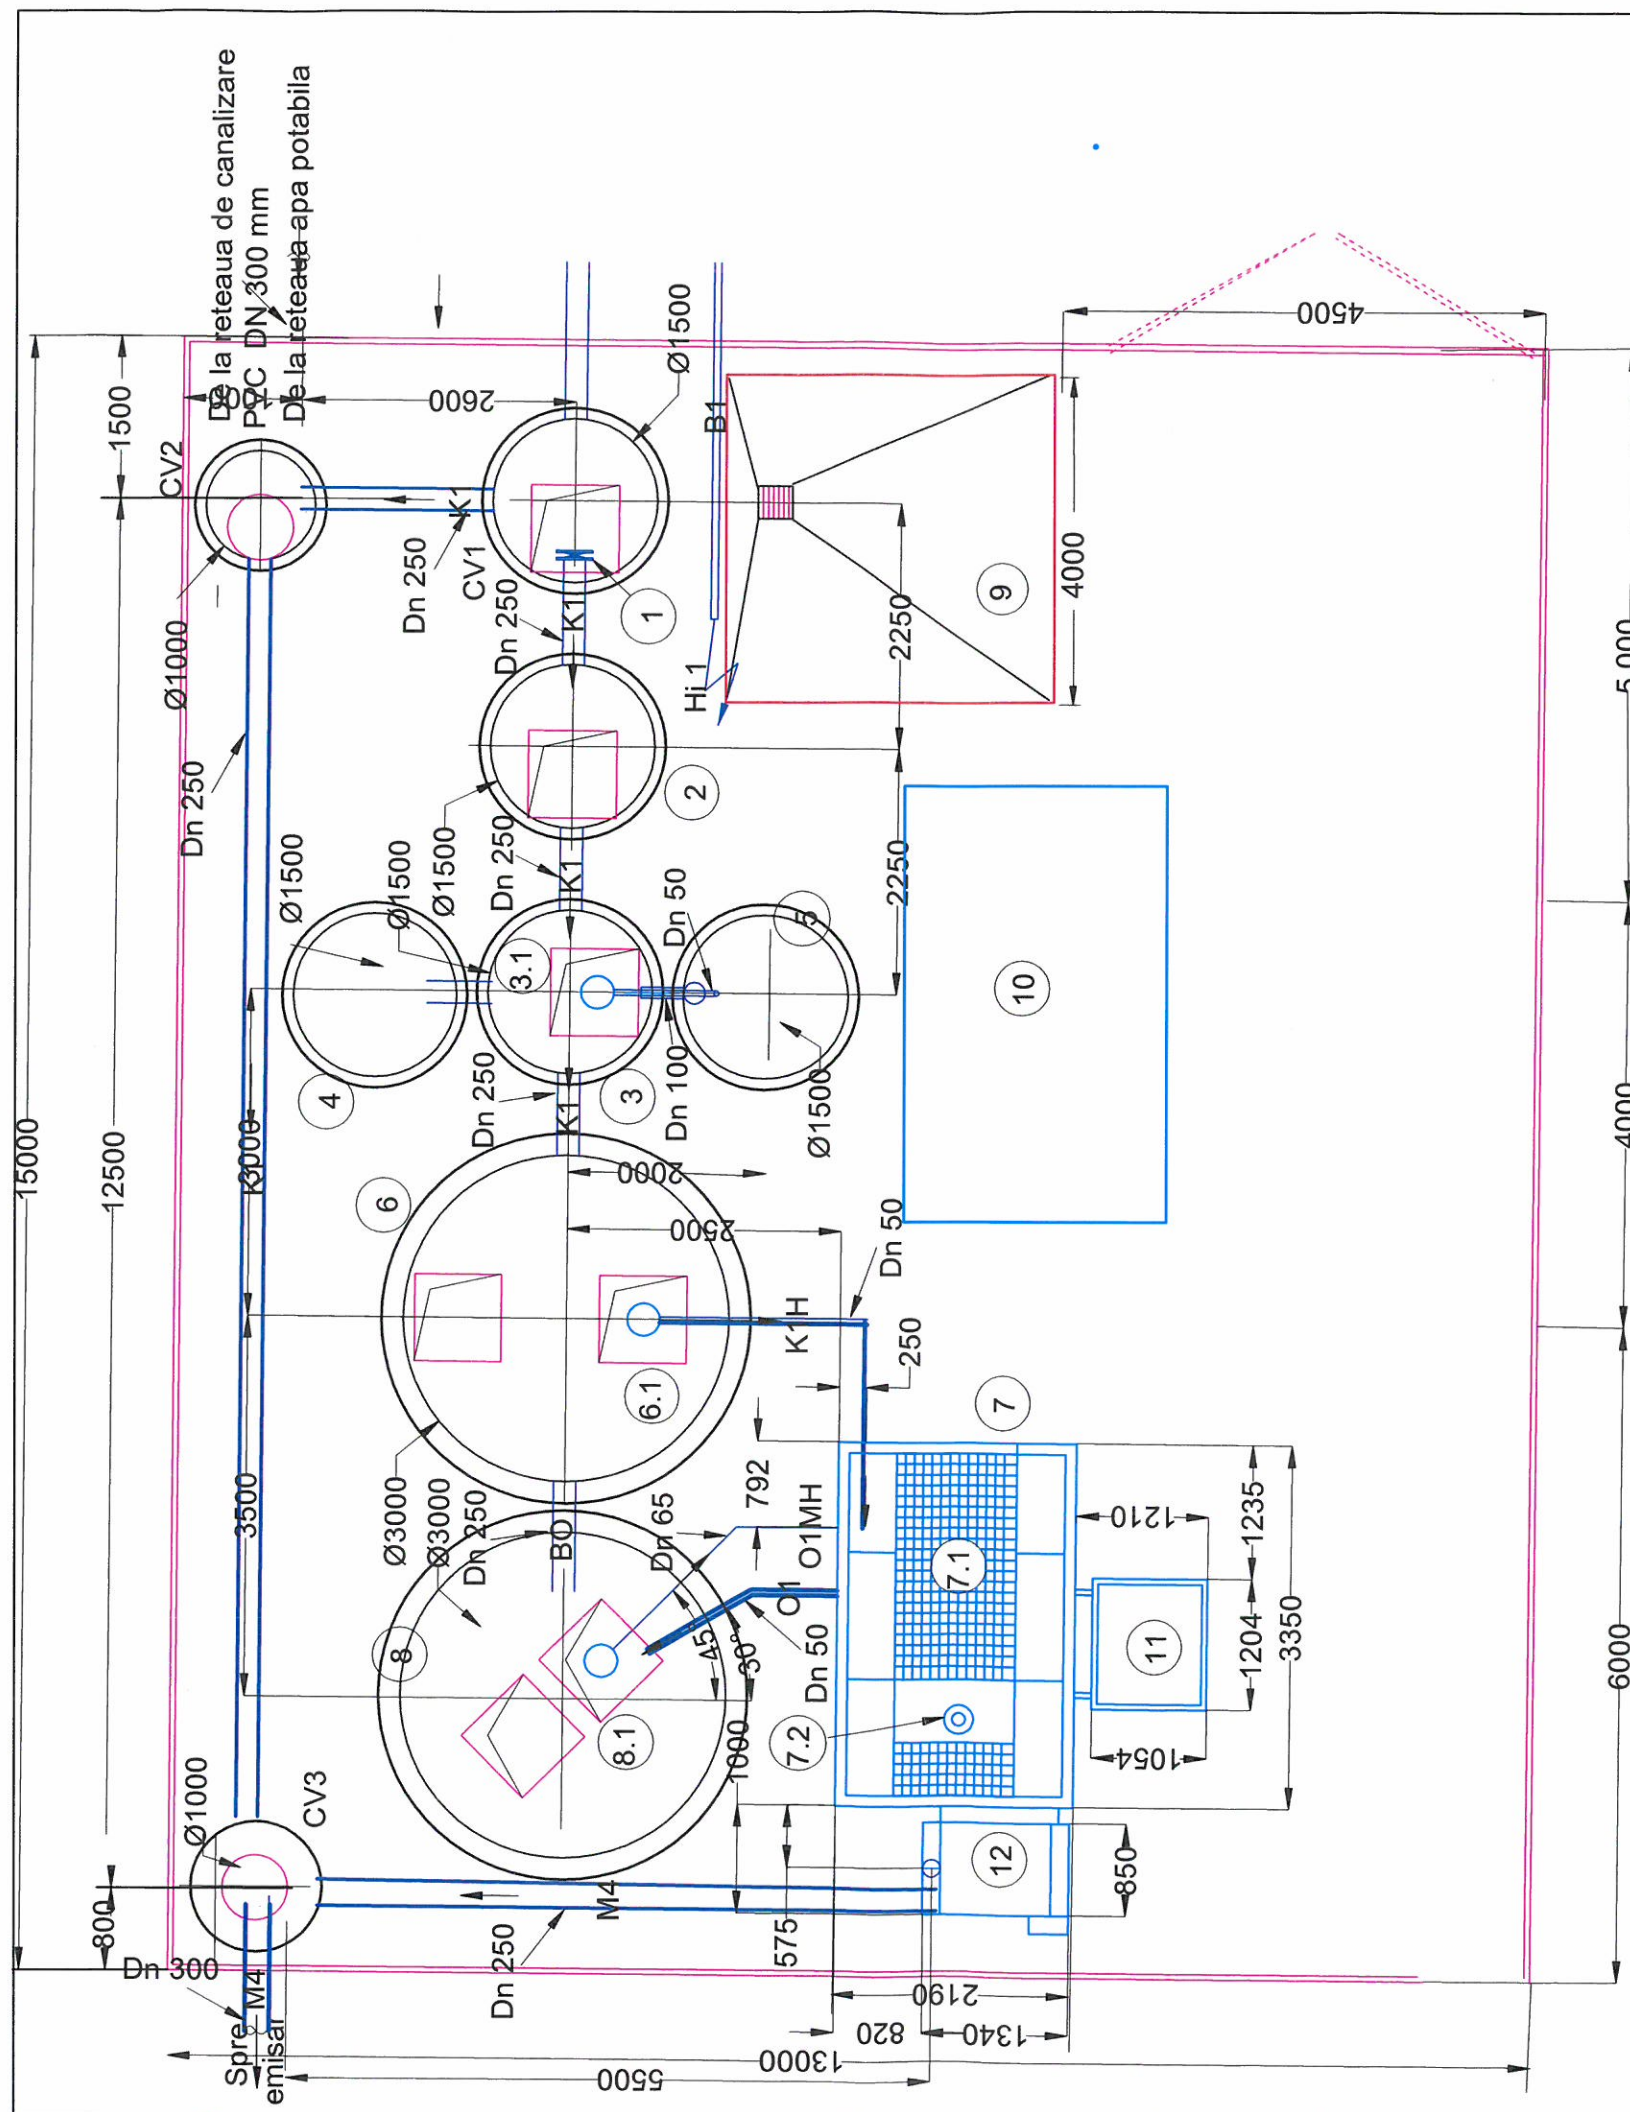 De la reteaua de canalizare
PVC DN 300 mm
De la reteaua apa potabila
15000
1500
12500
800
CV2
Ø1000
Dn 250
2600
Ø1500
K1
Dn 250
CV1
Dn 250
K1
1
B1
Hi 1
9
4000
4500
2250
2
Ø1500
Ø1500
Ø1500
Dn 250
K1
3.1
Dn 50
5
2250
4
3
Dn 250
K1
Dn 100
Ø1500
10
3000
6
2000
2500
Dn 50
K1H
250
6.1
7
3500
Ø3000
Ø3000
Dn 250
BO
Dn 65
792
O1MH
O1
45°
30°
Dn 50
8
8.1
7.1
7.2
1210
1235
1204
3350
11
1054
1000
Ø1000
CV3
M4
Dn 250
575
12
850
Dn 300
M4
Spre
emisar
2190
820
1340
13000
5500
5 000
4000
6000